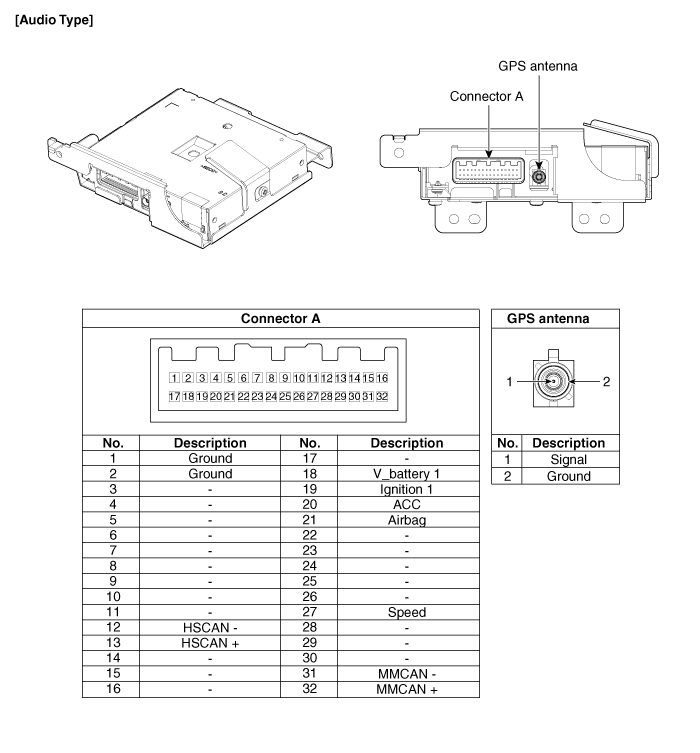 [Audio Type]
GPS antenna
Connector A
Connector A
1 2 3 4 5 6 7 8 9 10 11 12 13 14 15 16
17 18 19 20 21 22 23 24 25 26 27 28 29 30 31 32
No. Description No. Description
1 Ground 17 -
2 Ground 18 V_battery 1
3 - 19 Ignition 1
4 - 20 ACC
5 - 21 Airbag
6 - 22 -
7 - 23 -
8 - 24 -
9 - 25 -
10 - 26 -
11 - 27 Speed
12 HSCAN - 28 -
13 HSCAN + 29 -
14 - 30 -
15 - 31 MMCAN -
16 - 32 MMCAN +
GPS antenna
1 2
No. Description
1 Signal
2 Ground